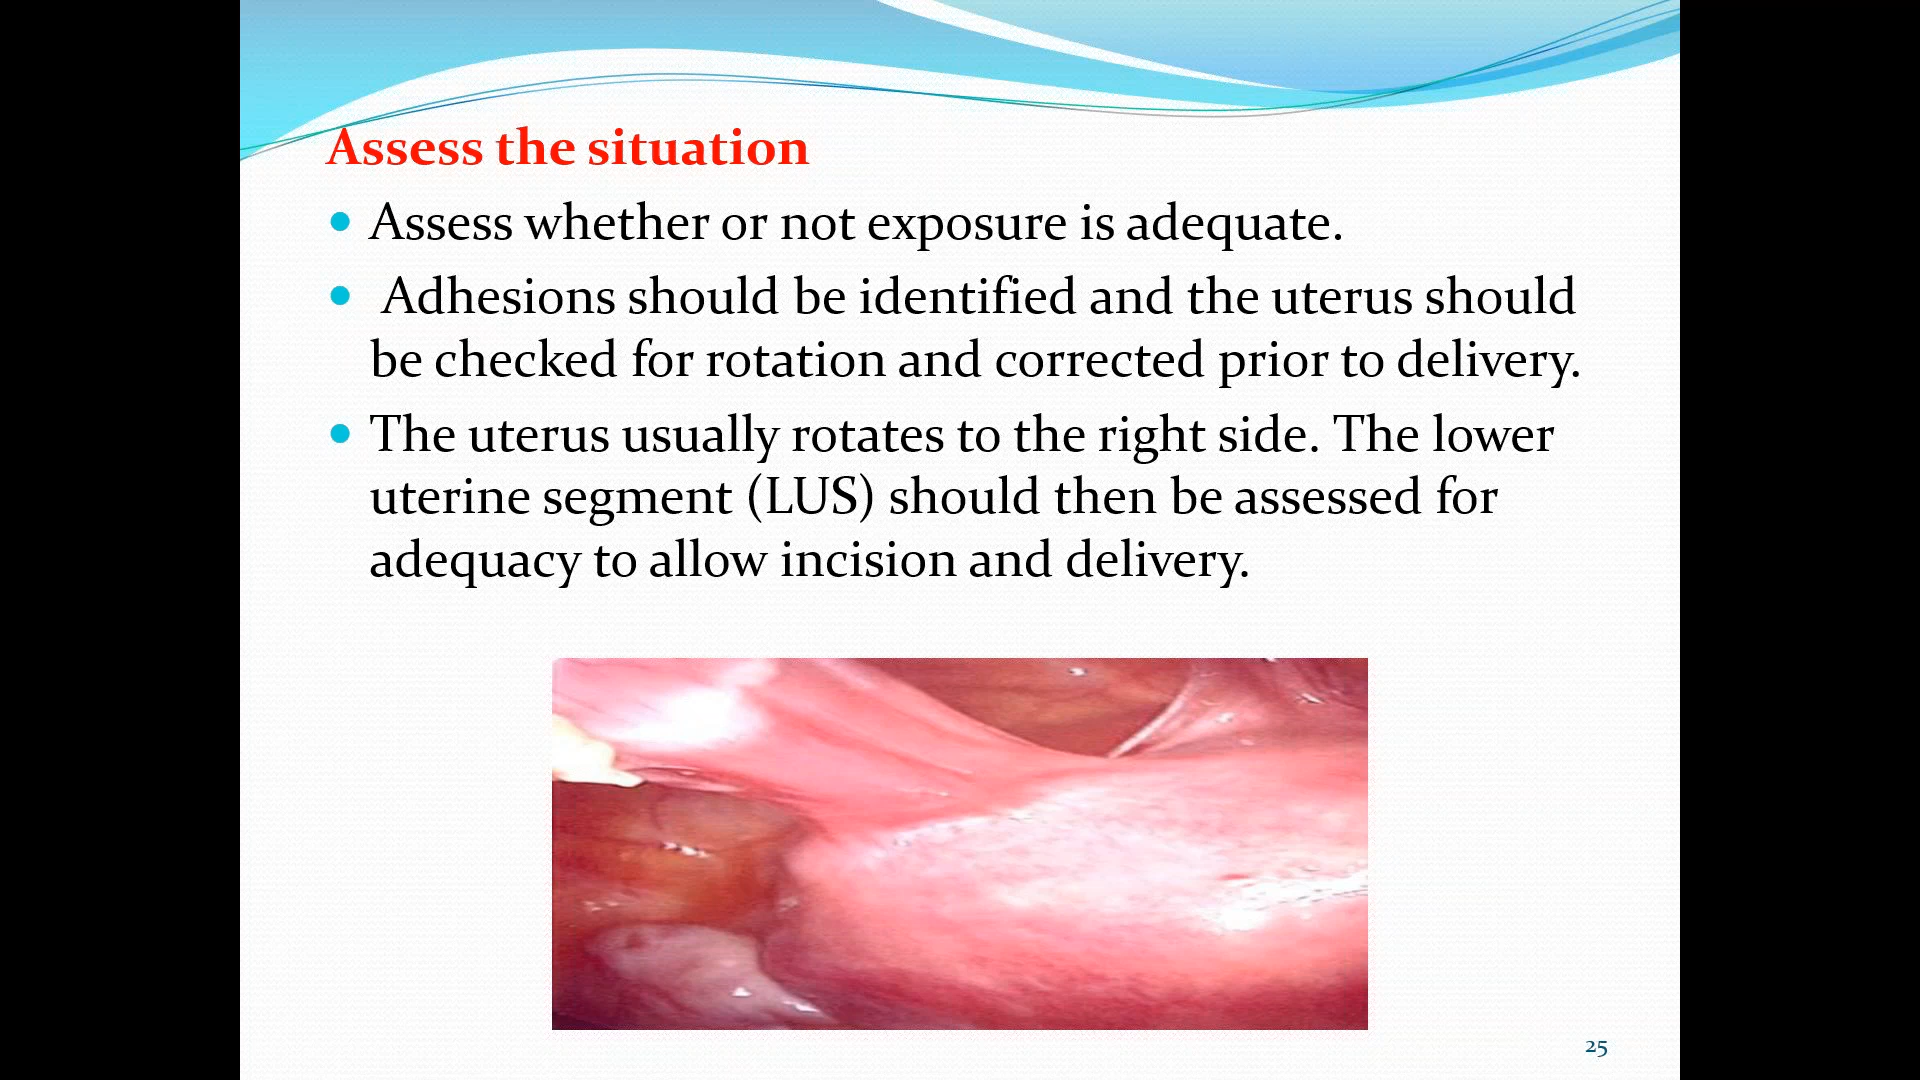 Assess the situation
• Assess whether or not exposure is adequate.
• Adhesions should be identified and the uterus should
be checked for rotation and corrected prior to delivery.
• The uterus usually rotates to the right side. The lower
uterine segment (LUS) should then be assessed for
adequacy to allow incision and delivery.
25